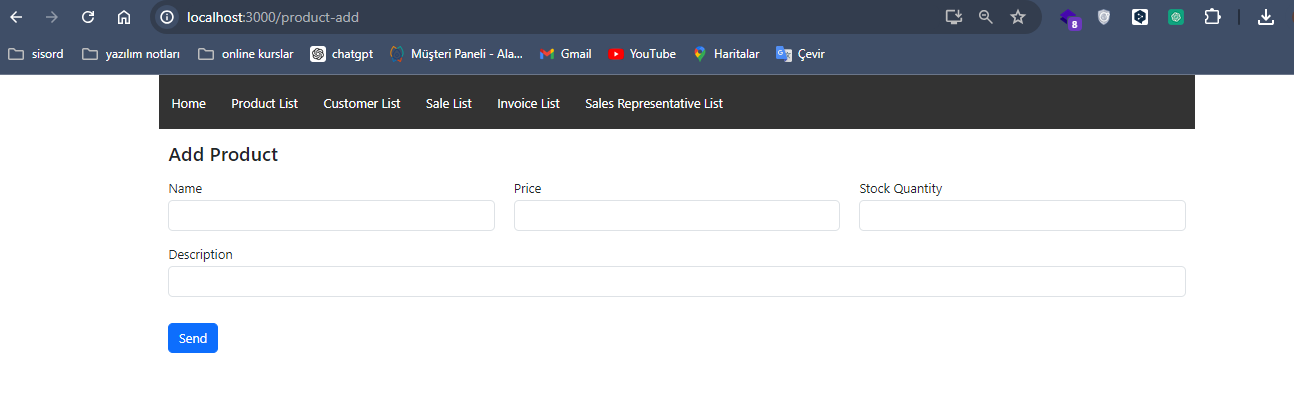 localhost:3000/product-add
8
sisord yazılım notları online kurslar chatgpt Müşteri Paneli - Ala... Gmail YouTube Haritalar Çevir
Home Product List Customer List Sale List Invoice List Sales Representative List
Add Product
Name Price Stock Quantity
Description
Send